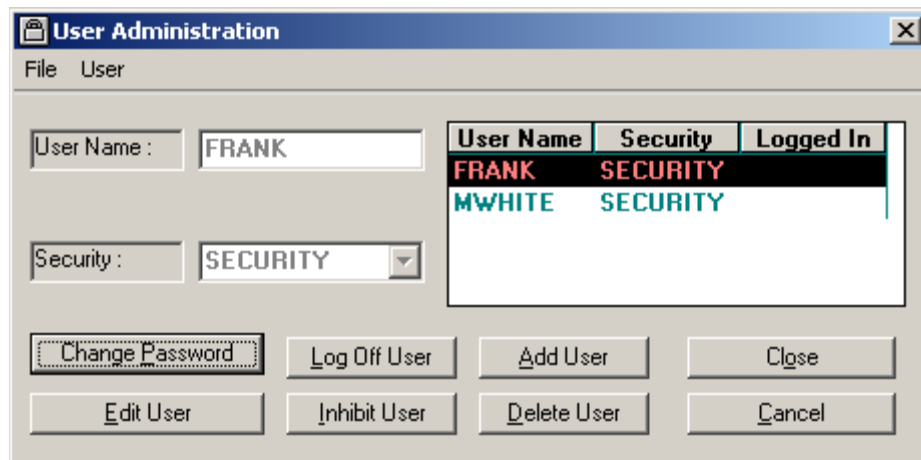 User Administration
File User
User Name : FRANK
Security : SECURITY
User Name Security Logged In
FRANK SECURITY
MWHITE SECURITY
Change Password Log Off User Add User Close
Edit User Inhibit User Delete User Cancel